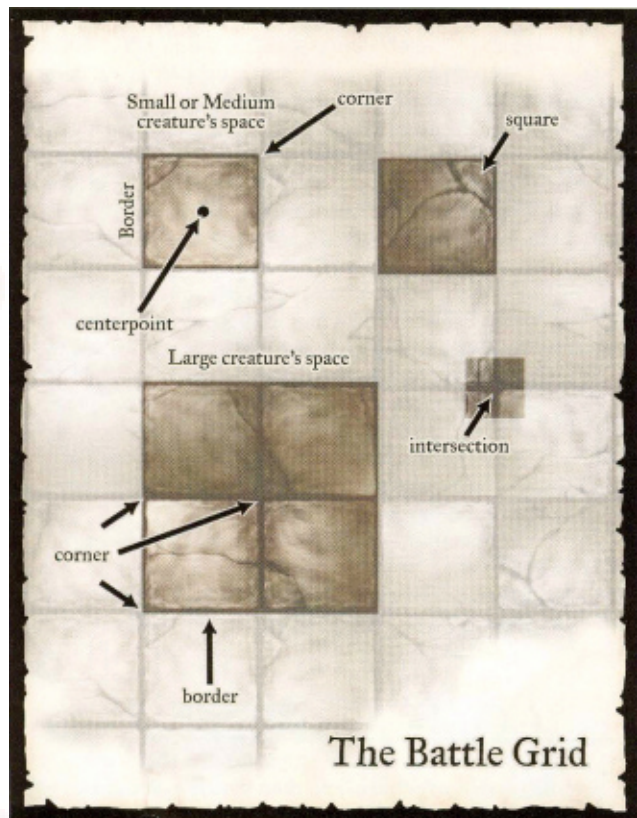 Small or Medium
creature's space
corner
square
Border
centerpoint
Large creature's space
intersection
corner
border
The Battle Grid